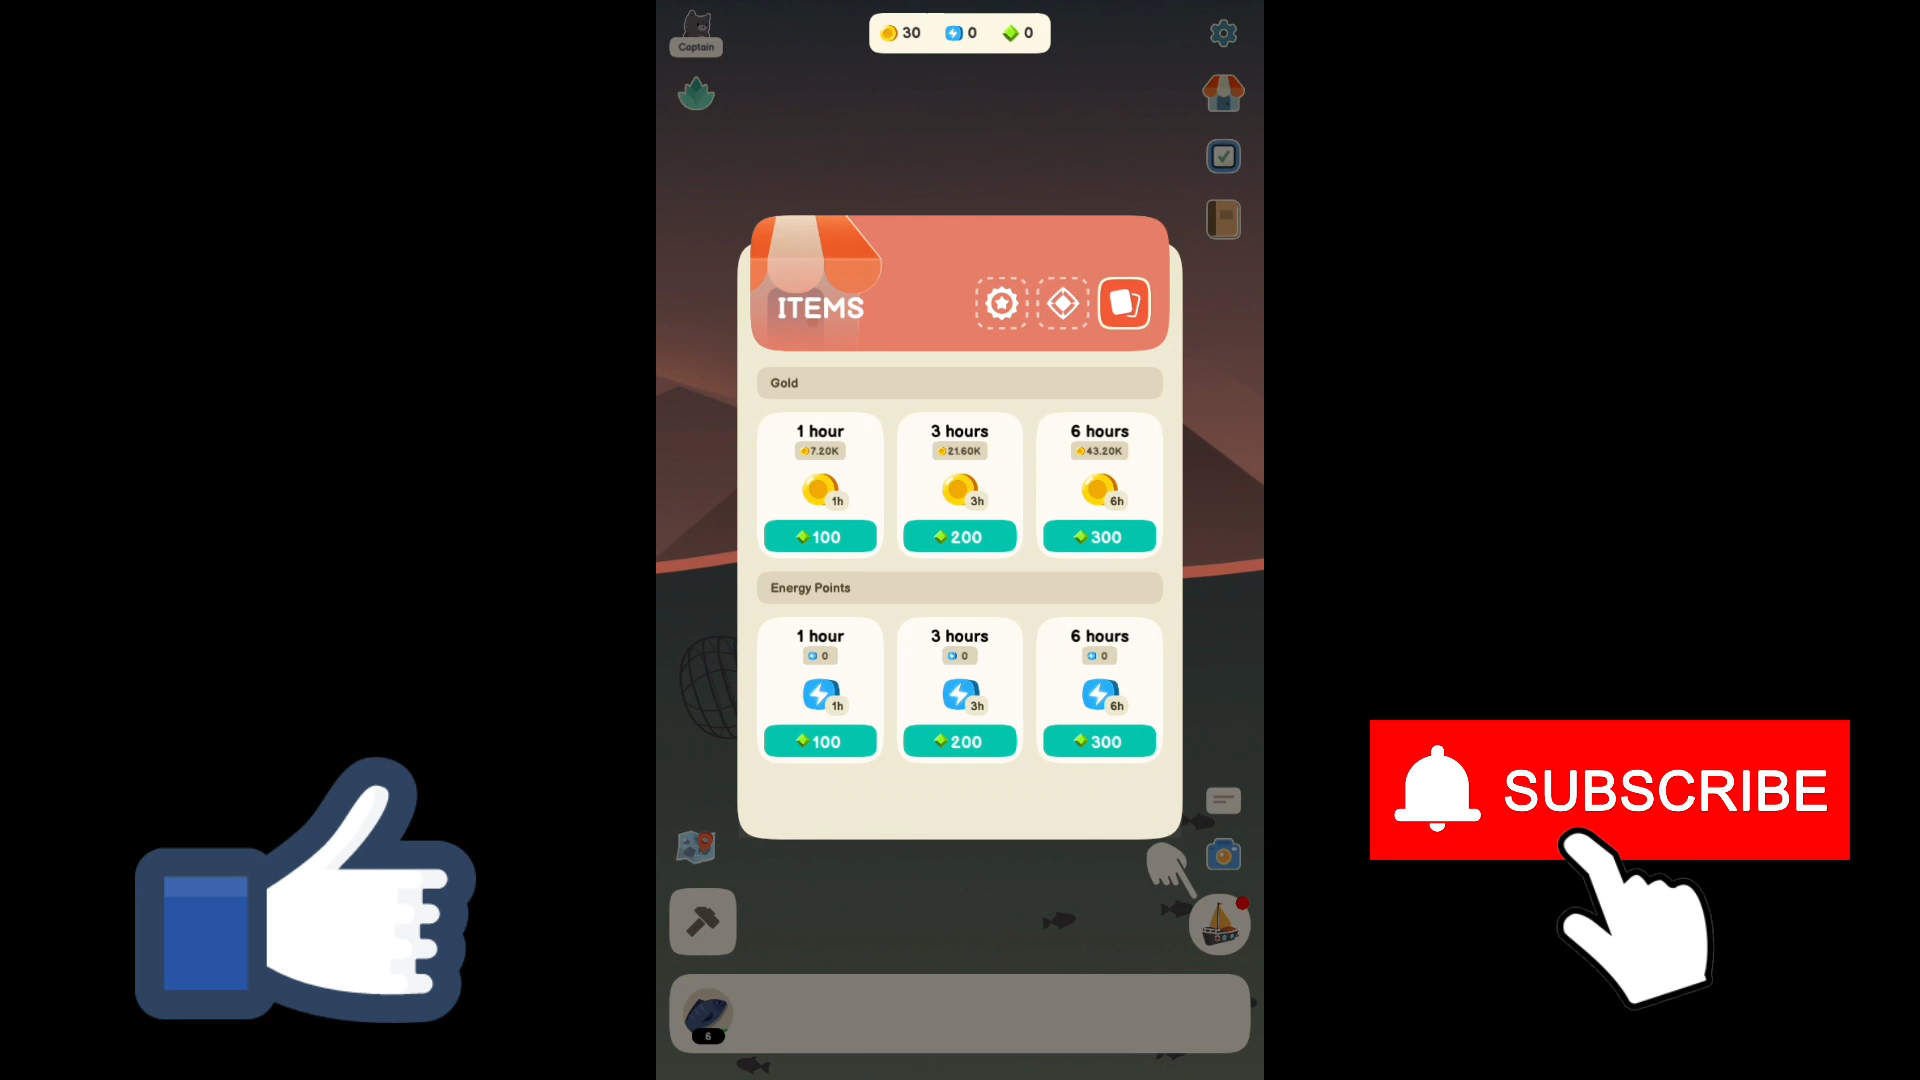 Captain
30 0 0
ITEMS
Gold
1 hour 3 hours 6 hours
7.20K 21.60K 43.20K
1h 3h 6h
100 200 300
Energy Points
1 hour 3 hours 6 hours
0 0 0
1h 3h 6h
100 200 300
SUBSCRIBE
6